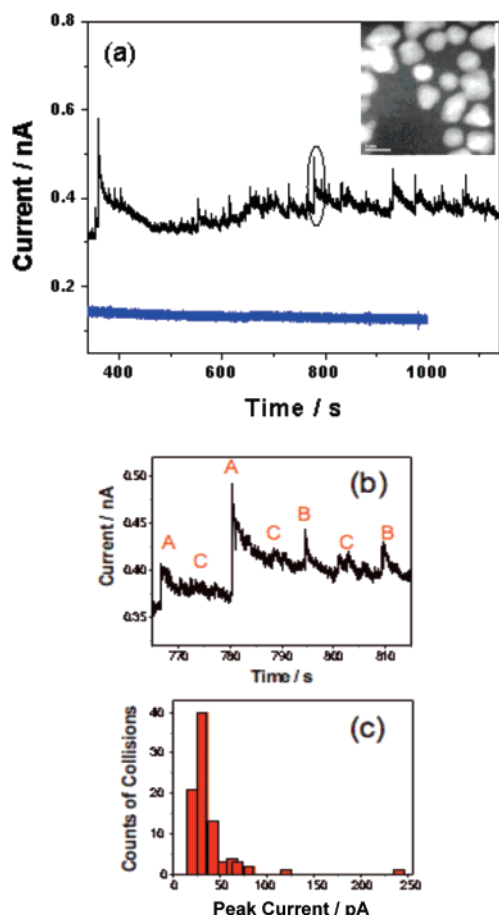 (a)
0.8
0.6
0.4
0.2
Current / nA
400 600 800 1000
Time / s
(b)
A
A
C
C
B
C
B
0.50
0.45
0.40
0.35
Current / nA
770 780 790 800 810
Time / s
(c)
40
30
20
10
0
Counts of Collisions
0 50 100 150 200 250
Peak Current / pA